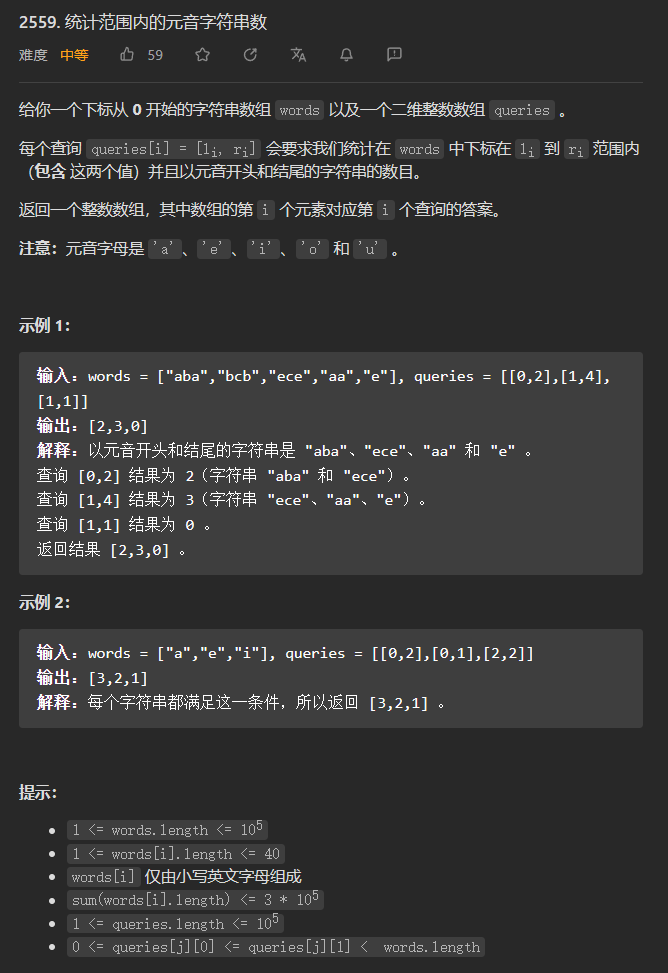 2559. 统计范围内的元音字符串数
难度 中等 59
给你一个下标从 0 开始的字符串数组 words 以及一个二维整数数组 queries 。
每个查询 queries[i] = [lᵢ, rᵢ] 会要求我们统计在 words 中下标在 lᵢ 到 rᵢ 范围内
（包含 这两个值）并且以元音开头和结尾的字符串的数目。
返回一个整数数组，其中数组的第 i 个元素对应第 i 个查询的答案。
注意：元音字母是 'a'、'e'、'i'、'o' 和 'u' 。
示例 1：
输入：words = ["aba","bcb","ece","aa","e"], queries = [[0,2],[1,4],
[1,1]]
输出：[2,3,0]
解释：以元音开头和结尾的字符串是 "aba"、"ece"、"aa" 和 "e" 。
查询 [0,2] 结果为 2（字符串 "aba" 和 "ece"）。
查询 [1,4] 结果为 3（字符串 "ece"、"aa"、"e"）。
查询 [1,1] 结果为 0 。
返回结果 [2,3,0] 。
示例 2：
输入：words = ["a","e","i"], queries = [[0,2],[0,1],[2,2]]
输出：[3,2,1]
解释：每个字符串都满足这一条件，所以返回 [3,2,1] 。
提示：
1 <= words.length <= 10⁵
1 <= words[i].length <= 40
words[i] 仅由小写英文字母组成
sum(words[i].length) <= 3 * 10⁵
1 <= queries.length <= 10⁵
0 <= queries[j][0] <= queries[j][1] < words.length